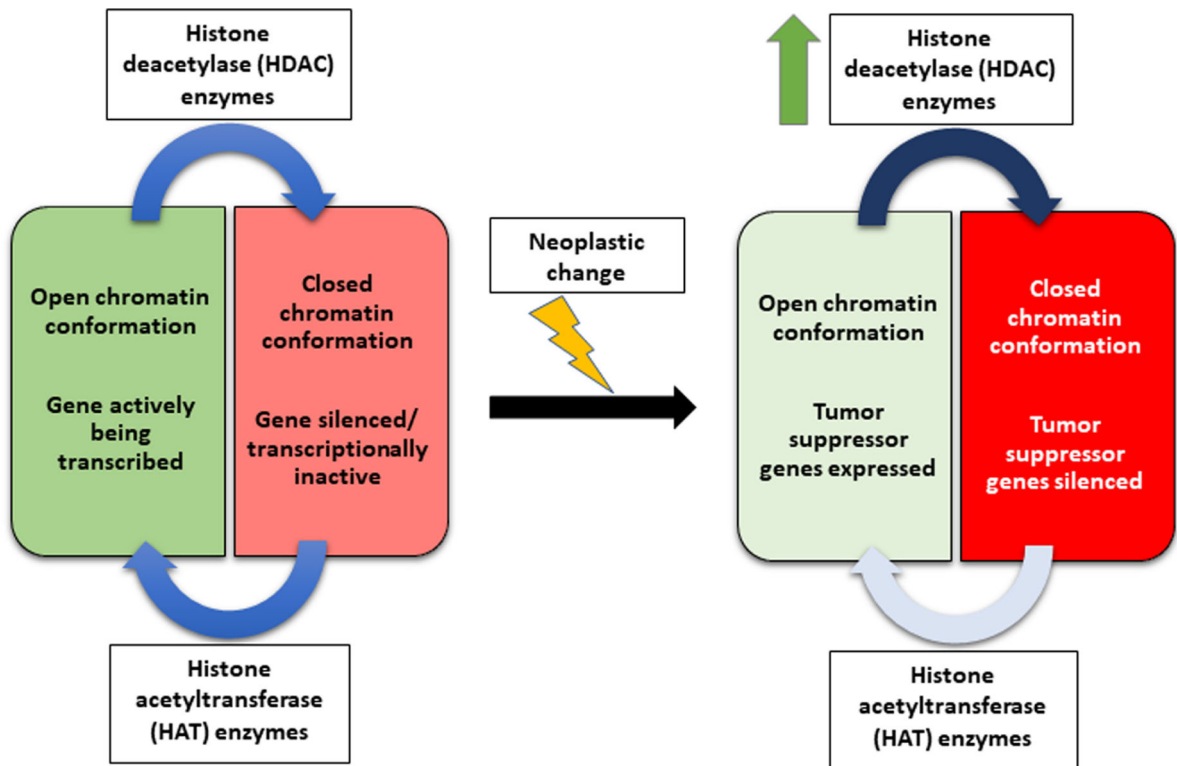 Histone
deacetylase (HDAC)
enzymes
Open chromatin
conformation
Gene actively
being
transcribed
Closed
chromatin
conformation
Gene silenced/
transcriptionally
inactive
Histone
acetyltransferase
(HAT) enzymes
Neoplastic
change
Histone
deacetylase (HDAC)
enzymes
Open chromatin
conformation
Tumor
suppressor
genes expressed
Closed
chromatin
conformation
Tumor
suppressor
genes silenced
Histone
acetyltransferase
(HAT) enzymes